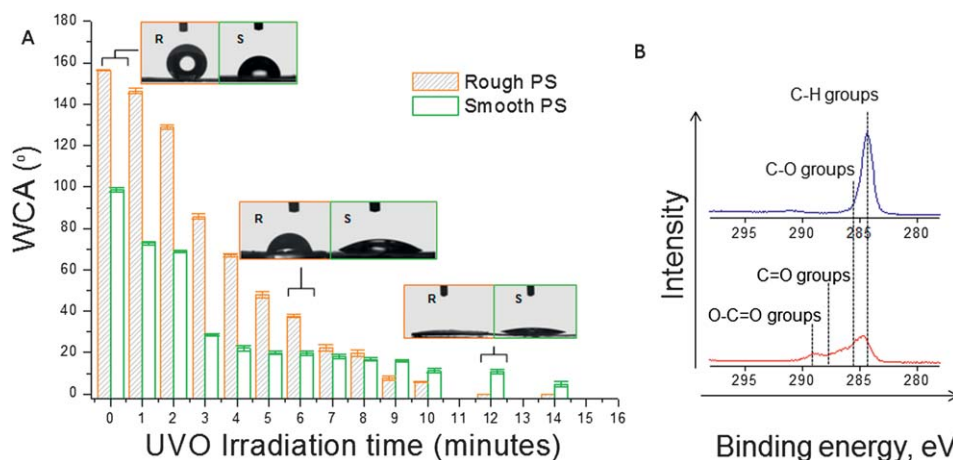 A
180
160
140
120
100
80
60
40
20
0
WCA (º)
R S
Rough PS
Smooth PS
R S
R S
0 1 2 3 4 5 6 7 8 9 10 11 12 13 14 15 16
UVO Irradiation time (minutes)
B
C-H groups
C-O groups
295 290 285 280
C=O groups
O-C=O groups
295 290 285 280
Intensity
Binding energy, eV